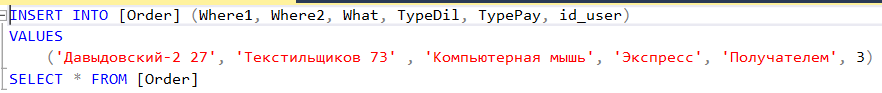 INSERT INTO [Order] (Where1, Where2, What, TypeDil, TypePay, id_user)
VALUES
('Давыдовский-2 27', 'Текстильщиков 73' , 'Компьютерная мышь', 'Экспресс', 'Получателем', 3)
SELECT * FROM [Order]